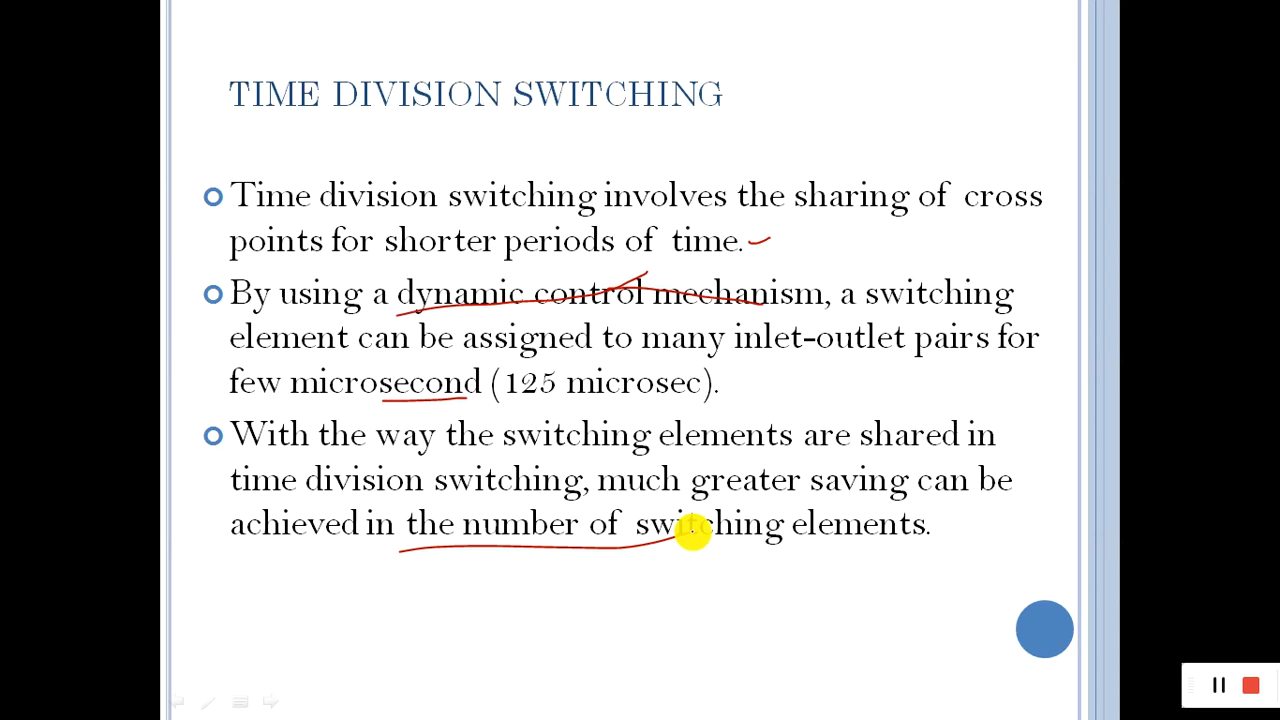 TIME DIVISION SWITCHING
Time division switching involves the sharing of cross
points for shorter periods of time.
By using a dynamic control mechanism, a switching
element can be assigned to many inlet-outlet pairs for
few microsecond (125 microsec).
With the way the switching elements are shared in
time division switching, much greater saving can be
achieved in the number of switching elements.